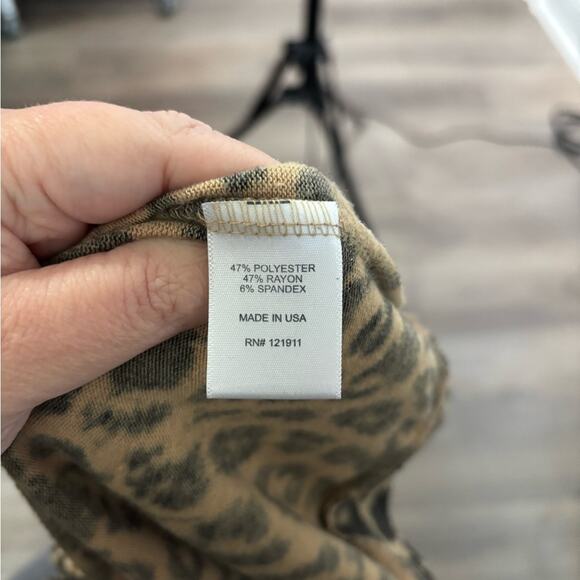 47% POLYESTER
47% RAYON
6% SPANDEX
MADE IN USA
RN# 121911